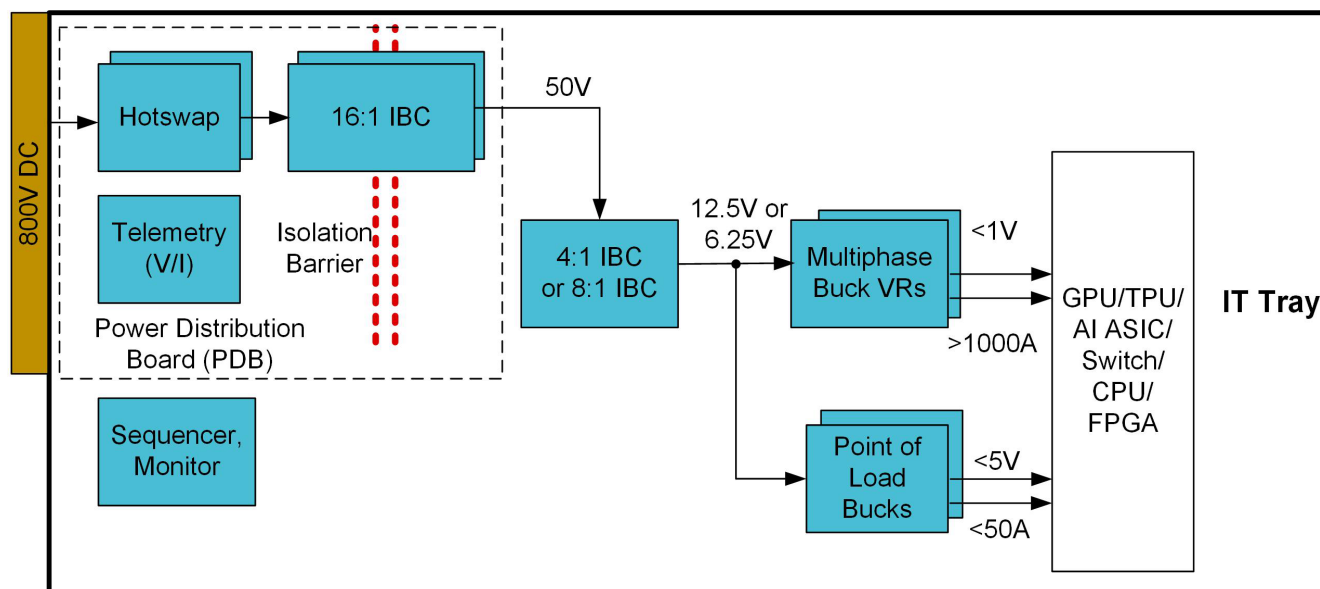 800V DC
Hotswap
16:1 IBC
50V
Telemetry
(V/I)
Isolation
Barrier
Power Distribution
Board (PDB)
Sequencer,
Monitor
4:1 IBC
or 8:1 IBC
12.5V or
6.25V
Multiphase
Buck VRs
<1V
>1000A
Point of
Load
Bucks
<5V
<50A
GPU/TPU/
AI ASIC/
Switch/
CPU/
FPGA
IT Tray